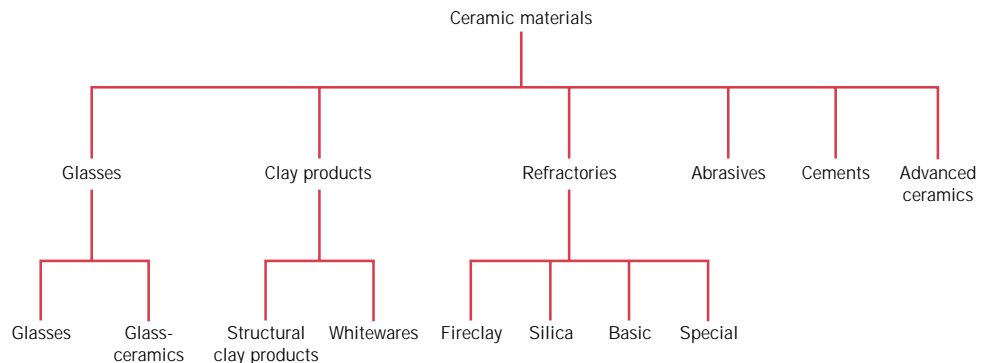 Ceramic materials
Glasses
Clay products
Refractories
Abrasives
Cements
Advanced
ceramics
Glasses
Glass-
ceramics
Structural
clay products
Whitewares
Fireclay
Silica
Basic
Special